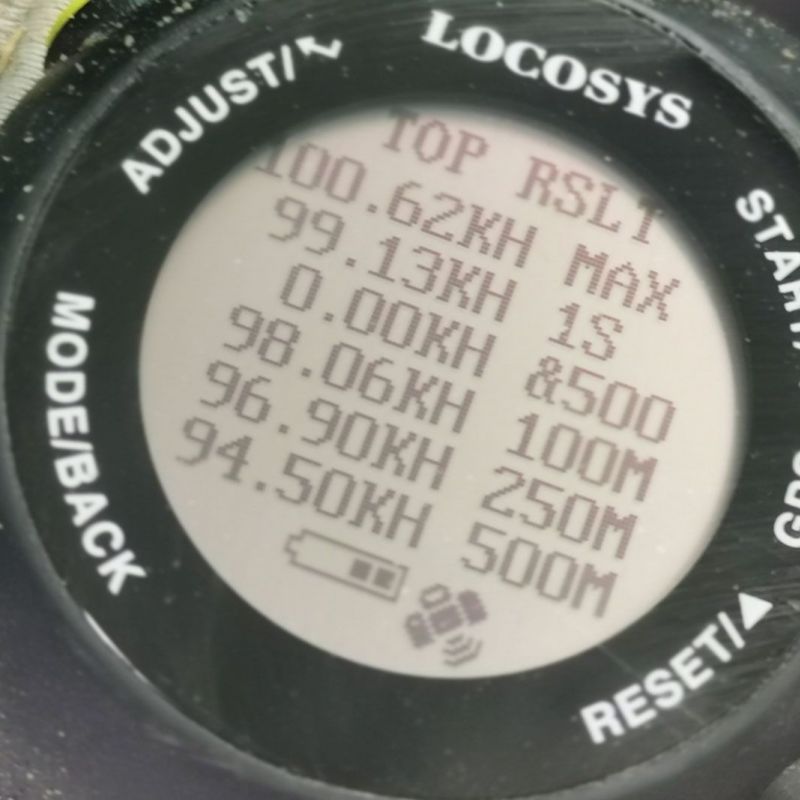 LOCOSYS
ADJUST/
TOP RSLT
100.62KH MAX
99.13KH 1S
0.00KH &500
98.06KH 100M
96.90KH 250M
94.50KH 500M
MODE/BACK
RESET/▲